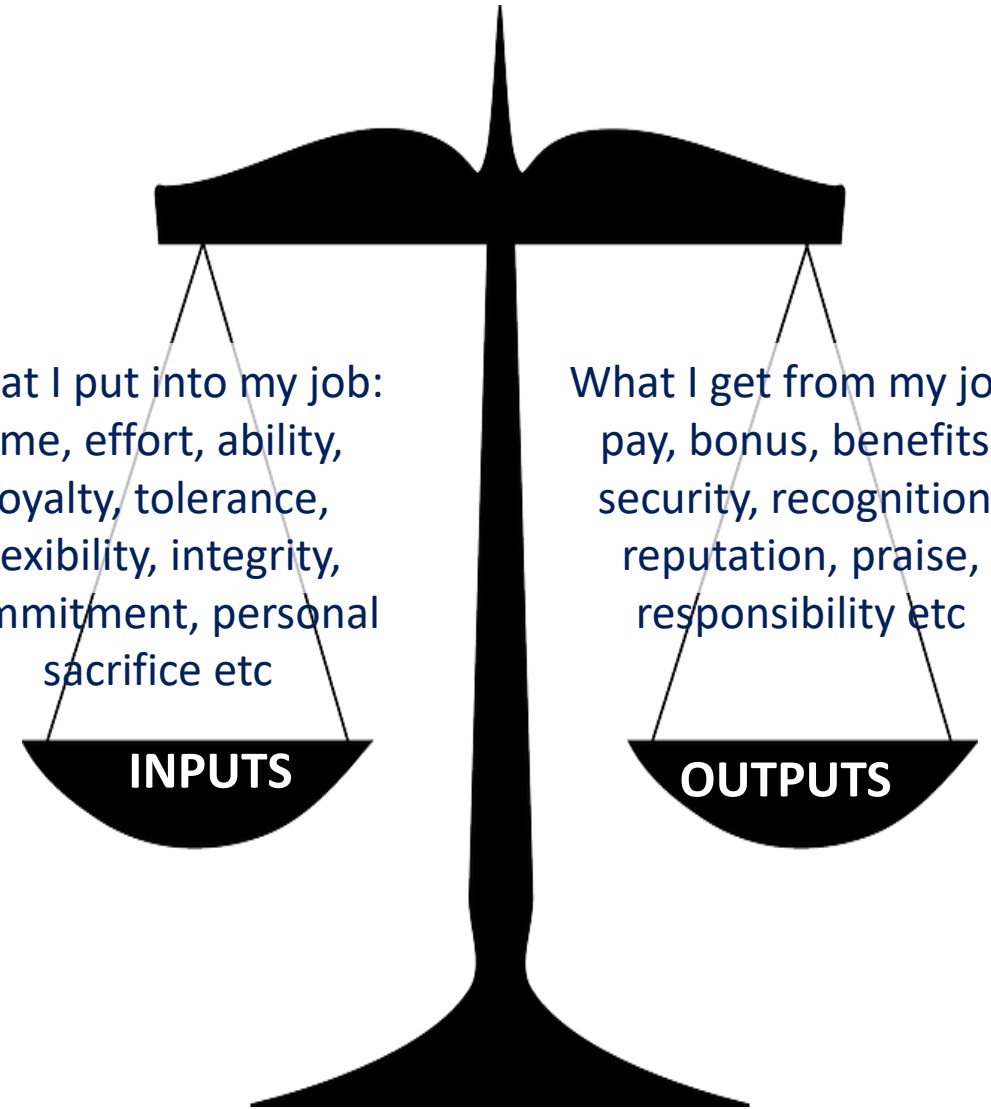 at I put into my job:
me, effort, ability,
oyalty, tolerance,
exibility, integrity,
mmitment, personal
sacrifice etc
INPUTS
What I get from my jo
pay, bonus, benefits
security, recognition
reputation, praise,
responsibility etc
OUTPUTS